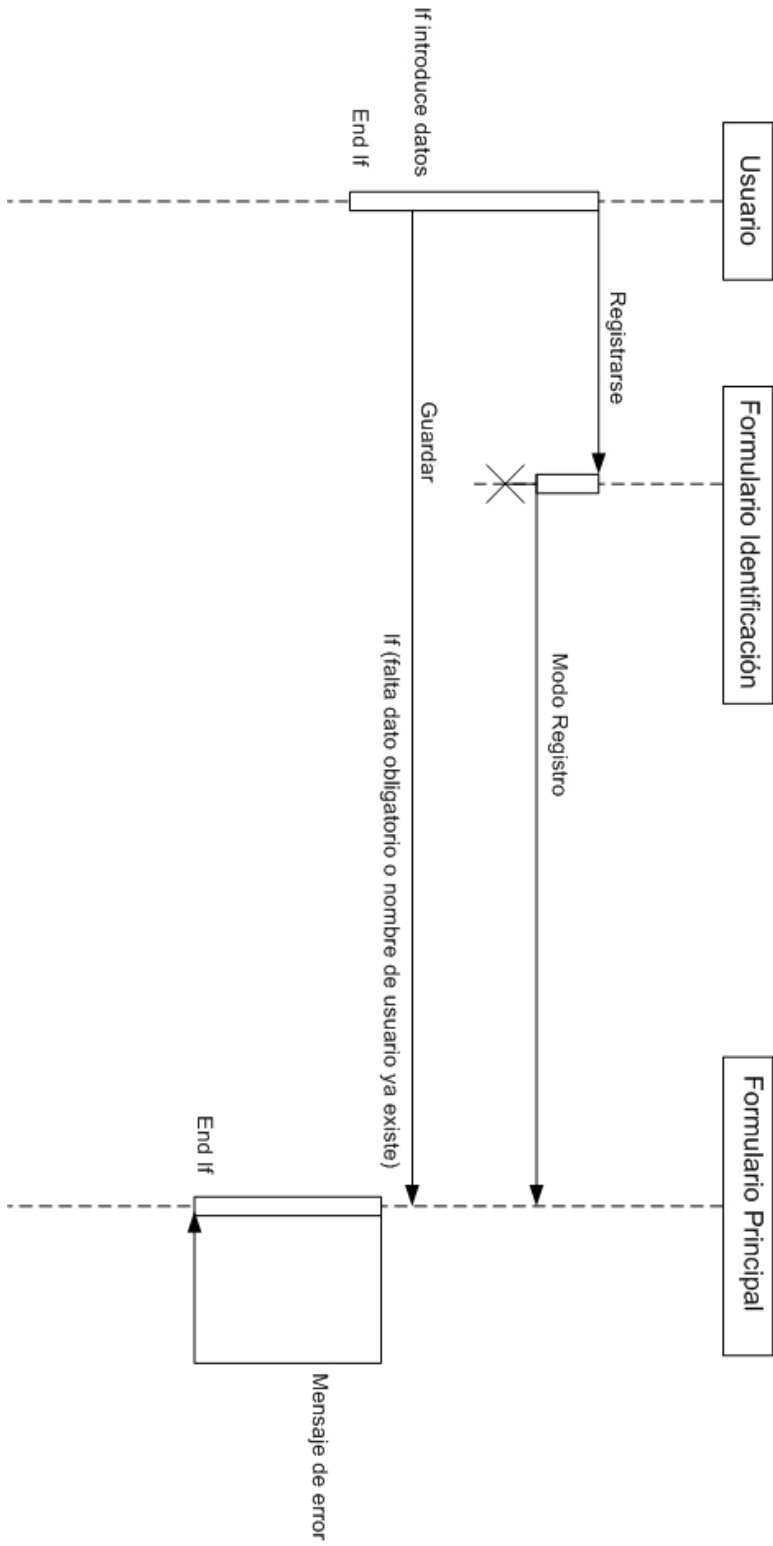 Usuario
Formulario Identificación
Formulario Principal
Registrarse
Modo Registro
If introduce datos
Guardar
If (falta dato obligatorio o nombre de usuario ya existe)
End If
Mensaje de error
End If